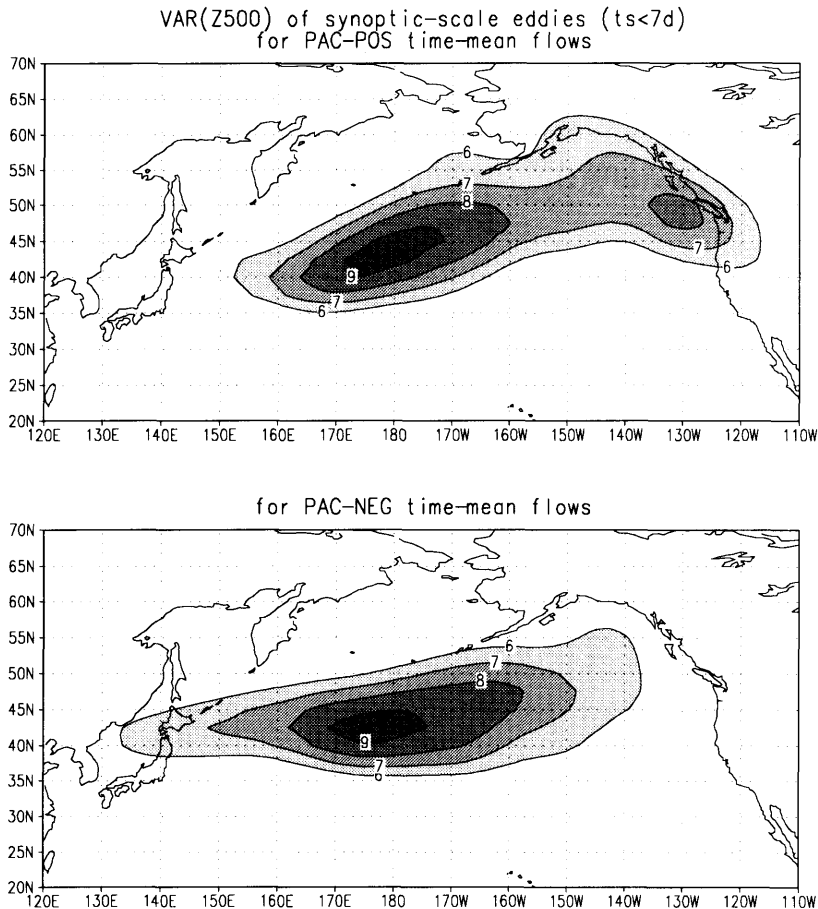 VAR(Z500) of synoptic-scale eddies (ts<7d)
for PAC-POS time-mean flows
70N
65N
60N
55N
50N
45N
40N
35N
30N
25N
20N
6
7
8
9
7
6
7
6
120E 130E 140E 150E 160E 170E 180 170W 160W 150W 140W 130W 120W 110W
for PAC-NEG time-mean flows
70N
65N
60N
55N
50N
45N
40N
35N
30N
25N
20N
6
7
8
9
7
6
120E 130E 140E 150E 160E 170E 180 170W 160W 150W 140W 130W 120W 110W